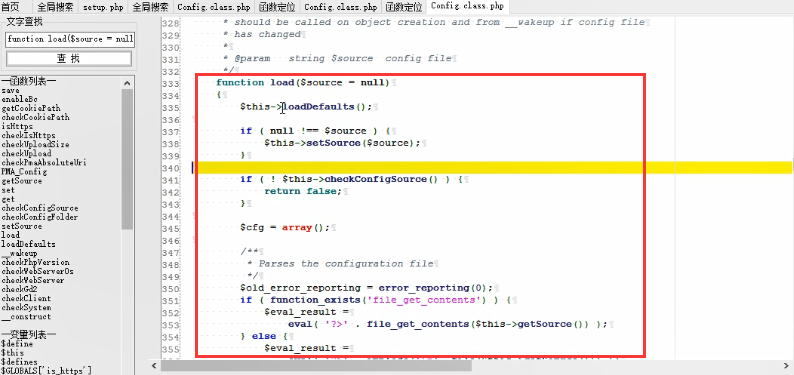 首页 全局搜索 setup.php 全局搜索 Config.class.php 函数定位 Config.class.php 函数定位 Config.class.php
文字查找
function load($source = null
查 找
—函数列表—
save
enableBc
getCookiePath
checkCookiePath
isHttps
checkIsHttps
checkUploadSize
checkUpload
checkPmaAbsoluteUri
PMA_Config
getSource
set
get
checkConfigSource
checkConfigFolder
setSource
load
loadDefaults
__wakeup
checkPhpVersion
checkWebServerOs
checkWebServer
checkGd2
checkClient
checkSystem
__construct
—变量列表—
$define
$this
$defines
$GLOBALS['is_https']
328 * should be called on object creation and from __wakeup if config file
329 * has changed
330 *
331 * @param string $source config file
332 */
333 function load($source = null)
334 {
335 $this->loadDefaults();
336
337 if ( null !== $source ) {
338 $this->setSource($source);
339 }
340
341 if ( ! $this->checkConfigSource() ) {
342 return false;
343 }
344
345 $cfg = array();
346
347 /**
348 * Parses the configuration file
349 */
350 $old_error_reporting = error_reporting(0);
351 if ( function_exists('file_get_contents') ) {
352 $eval_result =
353 eval( '?>' . file_get_contents($this->getSource()) );
354 } else {
355 $eval_result =